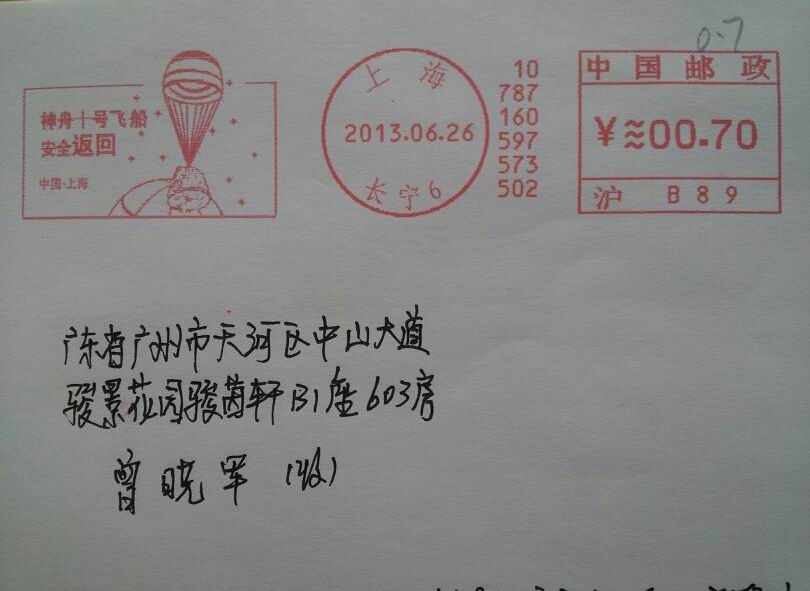 0.7
神舟十号飞船
安全返回
中国·上海
上海
2013.06.26
长宁6
10
787
160
597
573
502
中国邮政
¥≈00.70
沪 B89
广东省广州市天河区中山大道
骏景花园骏茵轩B1座603房
曾晓军(收)